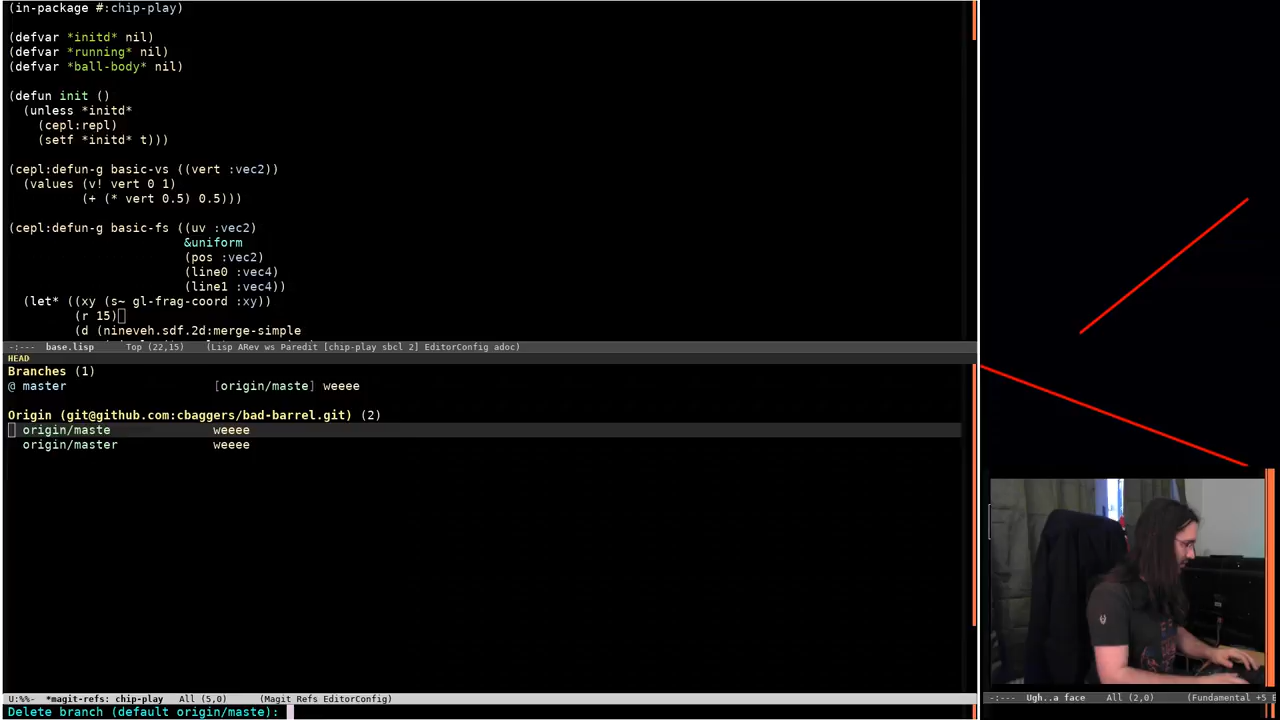 (in-package #:chip-play)
(defvar *initd* nil)
(defvar *running* nil)
(defvar *ball-body* nil)
(defun init ()
(unless *initd*
(cepl:repl)
(setf *initd* t)))
(cepl:defun-g basic-vs ((vert :vec2))
(values (v! vert 0 1)
(+ (* vert 0.5) 0.5)))
(cepl:defun-g basic-fs ((uv :vec2)
&uniform
(pos :vec2)
(line0 :vec4)
(line1 :vec4))
(let* ((xy (s~ gl-frag-coord :xy))
(r 15)
(d (nineveh.sdf.2d:merge-simple
-:--- base.lisp Top (22,15) (Lisp ARev ws Paredit [chip-play sbcl 2] EditorConfig adoc)
HEAD
Branches (1)
@ master [origin/maste] weeee
Origin (git@github.com:cbaggers/bad-barrel.git) (2)
origin/maste weeee
origin/master weeee
U:%%- *magit-refs: chip-play All (5,0) (Magit Refs EditorConfig)
-:--- Ugh..a face All (2,0) (Fundamental +5 E
Delete branch (default origin/maste):